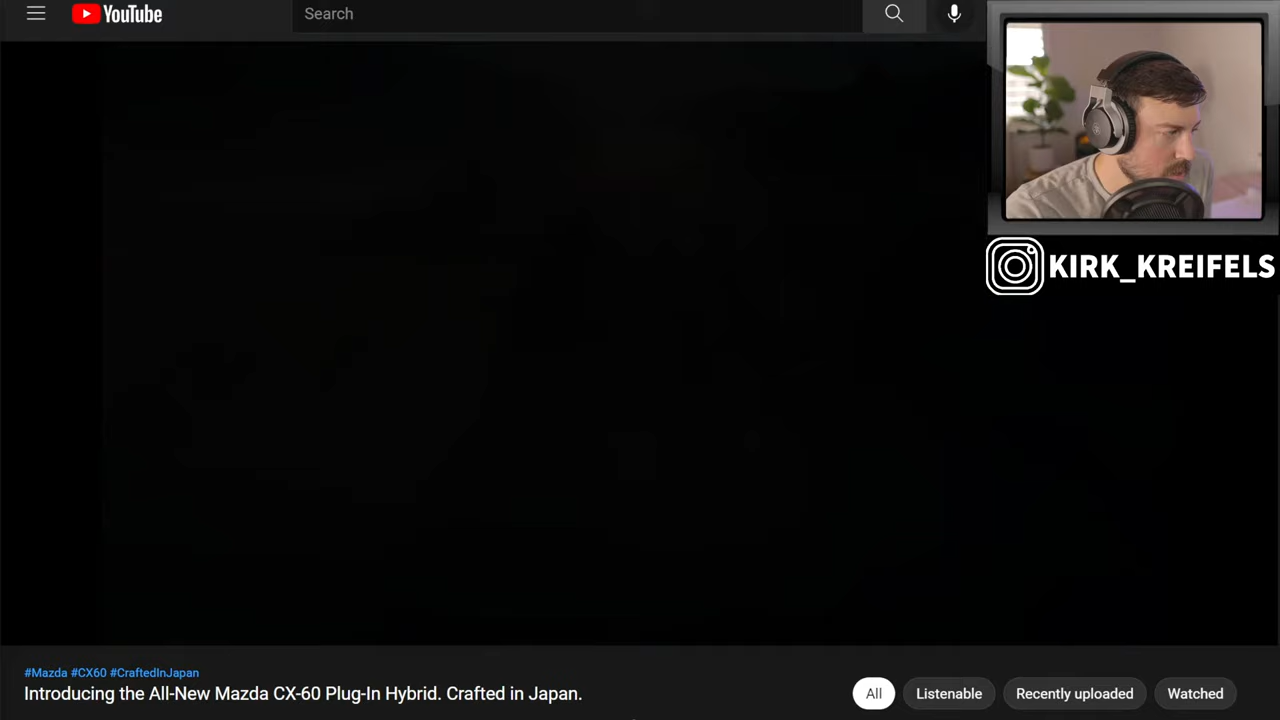 YouTube
Search
KIRK_KREIFELS
#Mazda #CX60 #CraftedInJapan
Introducing the All-New Mazda CX-60 Plug-In Hybrid. Crafted in Japan.
All
Listenable
Recently uploaded
Watched